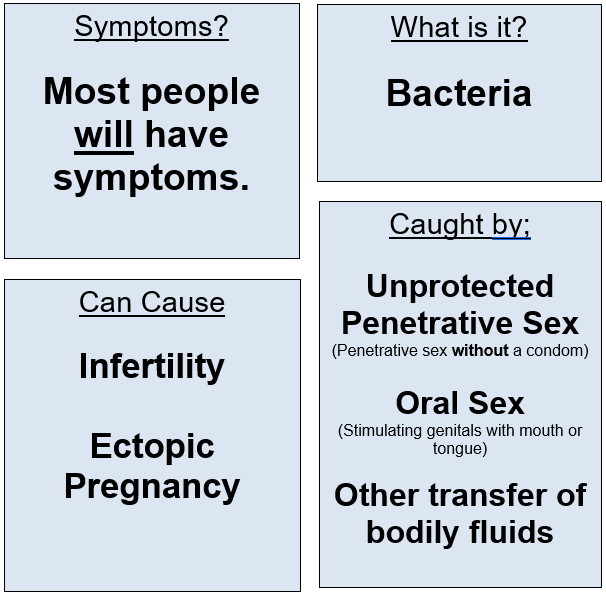 Symptoms?
Most people
will have
symptoms.
What is it?
Bacteria
Can Cause
Infertility
Ectopic
Pregnancy
Caught by;
Unprotected
Penetrative Sex
(Penetrative sex without a condom)
Oral Sex
(Stimulating genitals with mouth or
tongue)
Other transfer of
bodily fluids